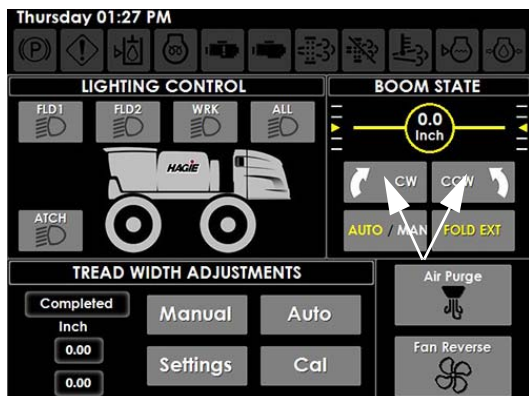 Thursday 01:27 PM
(P)
LIGHTING CONTROL
BOOM STATE
FLD1 FLD2 WRK ALL
0.0
Inch
HAGIE
CW CCW
ATCH
AUTO / MAN FOLD EXT
TREAD WIDTH ADJUSTMENTS
Air Purge
Completed
Inch
Manual Auto
0.00
Fan Reverse
Settings Cal
0.00